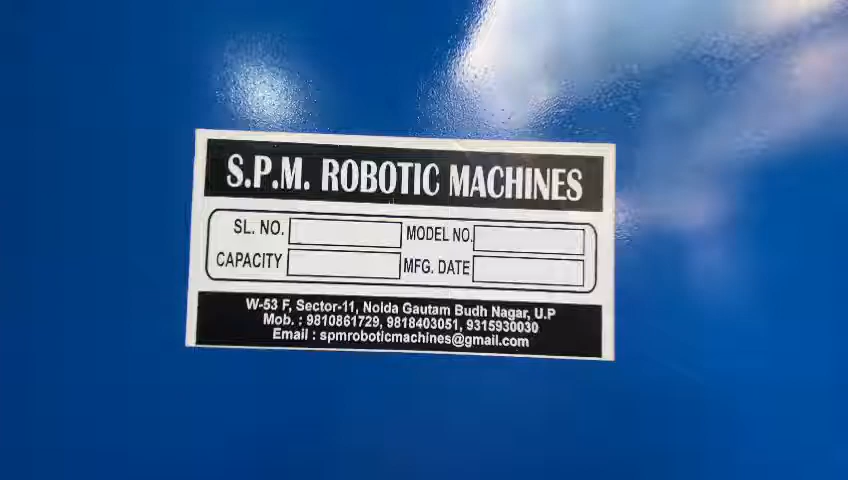 S.P.M. ROBOTIC MACHINES
SL. NO. MODEL NO.
CAPACITY MFG. DATE
W-53 F, Sector-11, Noida Gautam Budh Nagar, U.P
Mob. : 9810861729, 9818403051, 9315930030
Email : spmroboticmachines@gmail.com